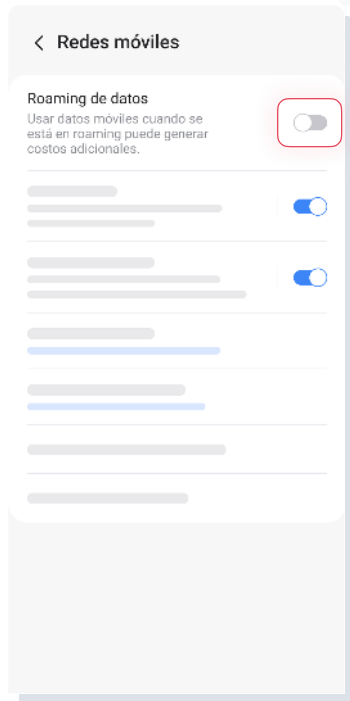 Redes móviles
Roaming de datos
Usar datos móviles cuando se
está en roaming puede generar
costos adicionales.